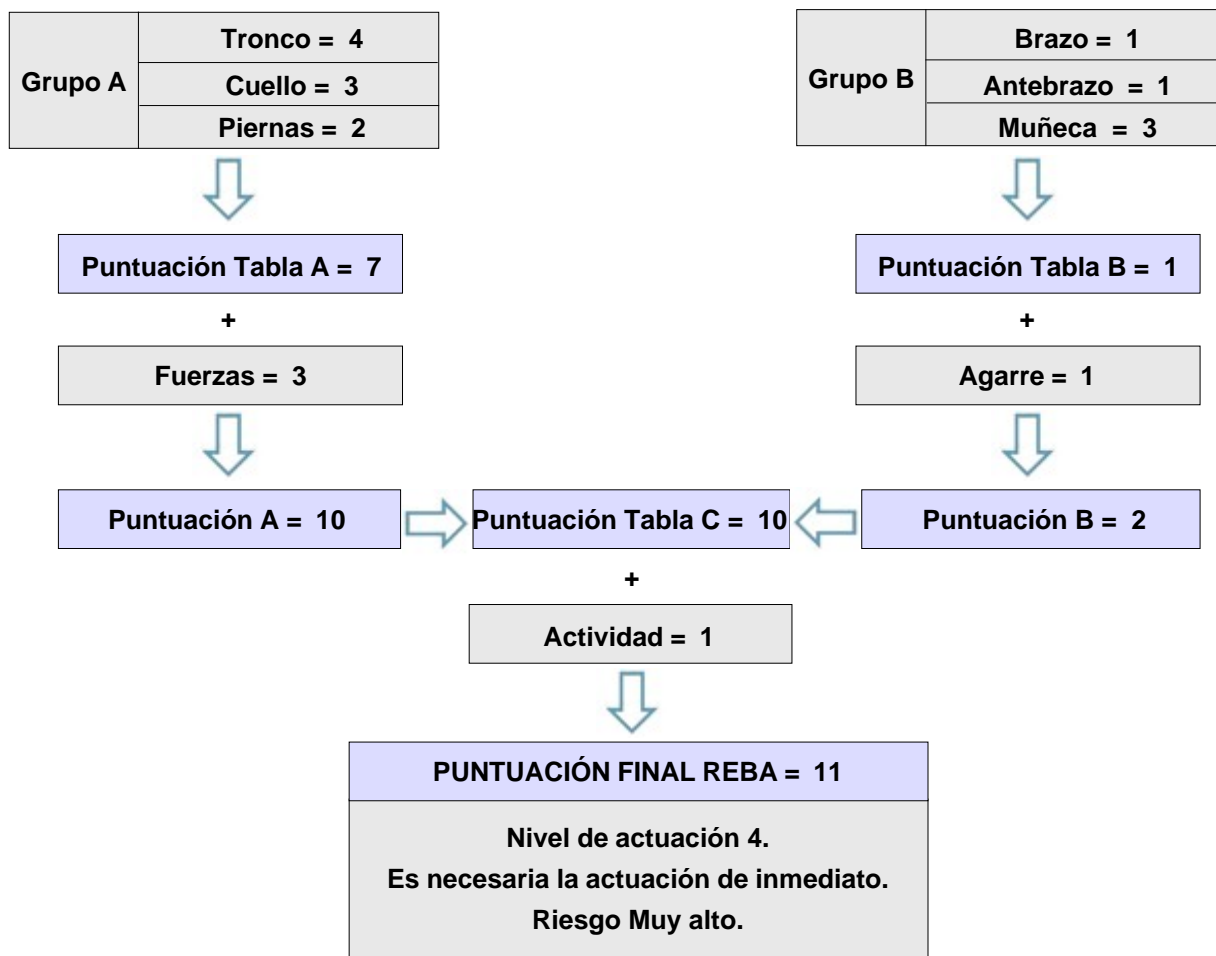 Grupo A
Tronco = 4
Cuello = 3
Piernas = 2
Grupo B
Brazo = 1
Antebrazo = 1
Muñeca = 3
Puntuación Tabla A = 7
Puntuación Tabla B = 1
+
+
Fuerzas = 3
Agarre = 1
Puntuación A = 10
Puntuación Tabla C = 10
Puntuación B = 2
+
Actividad = 1
PUNTUACIÓN FINAL REBA = 11
Nivel de actuación 4.
Es necesaria la actuación de inmediato.
Riesgo Muy alto.